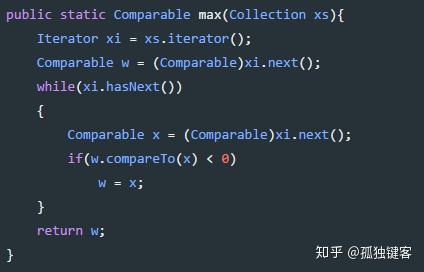 public static Comparable max(Collection xs){
    Iterator xi = xs.iterator();
    Comparable w = (Comparable)xi.next();
    while(xi.hasNext())
    {
        Comparable x = (Comparable)xi.next();
        if(w.compareTo(x) < 0)
            w = x;
    }
    return w;
}
知乎 @孤独键客